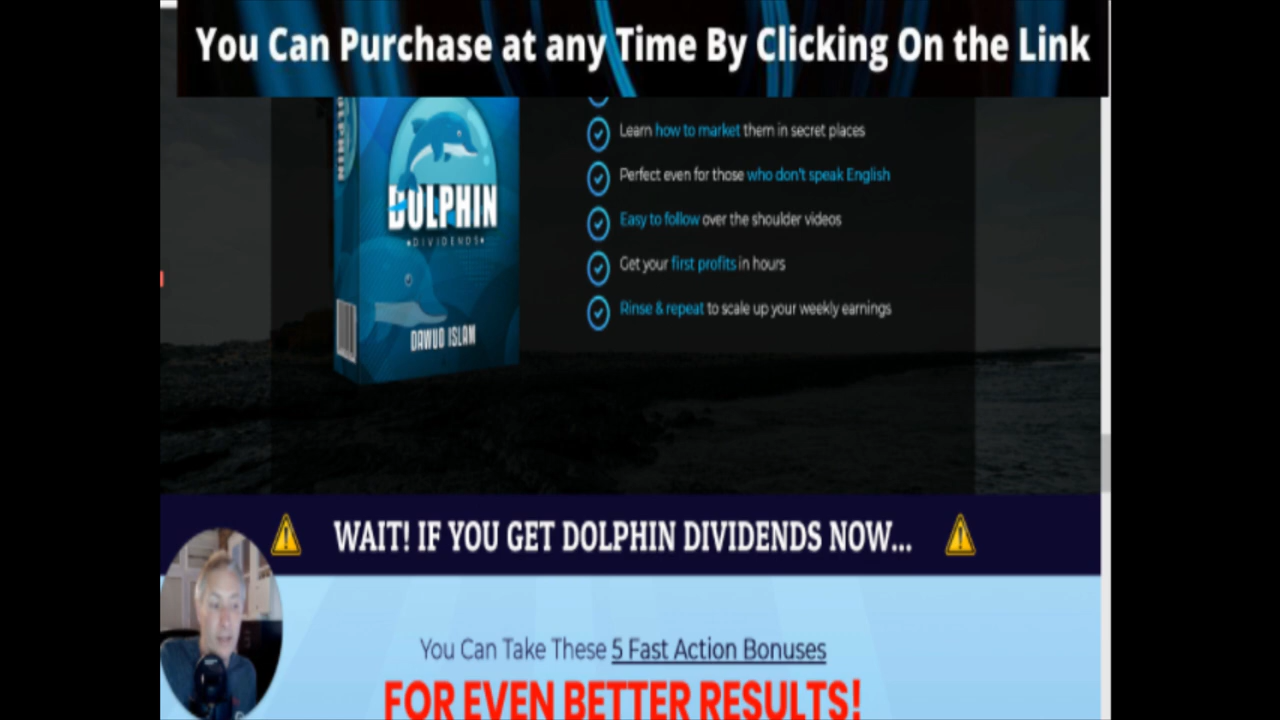 You Can Purchase at any Time By Clicking On the Link
Learn how to market them in secret places
Perfect even for those who don't speak English
Easy to follow over the shoulder videos
Get your first profits in hours
Rinse & repeat to scale up your weekly earnings
DOLPHIN
DOLPHIN
•DIVIDENDS•
DAWUD ISLAM
WAIT! IF YOU GET DOLPHIN DIVIDENDS NOW...
You Can Take These 5 Fast Action Bonuses
FOR EVEN BETTER RESULTS!